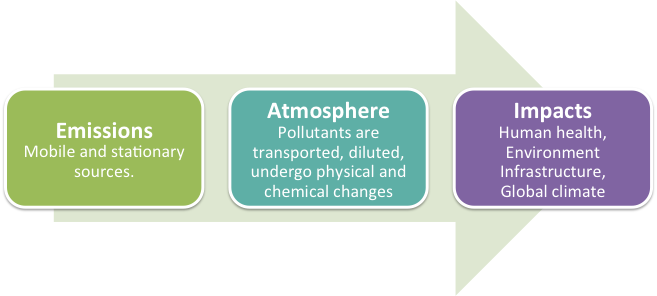 Emissions
Mobile and stationary
sources.
Atmosphere
Pollutants are
transported, diluted,
undergo physical and
chemical changes
Impacts
Human health,
Environment
Infrastructure,
Global climate